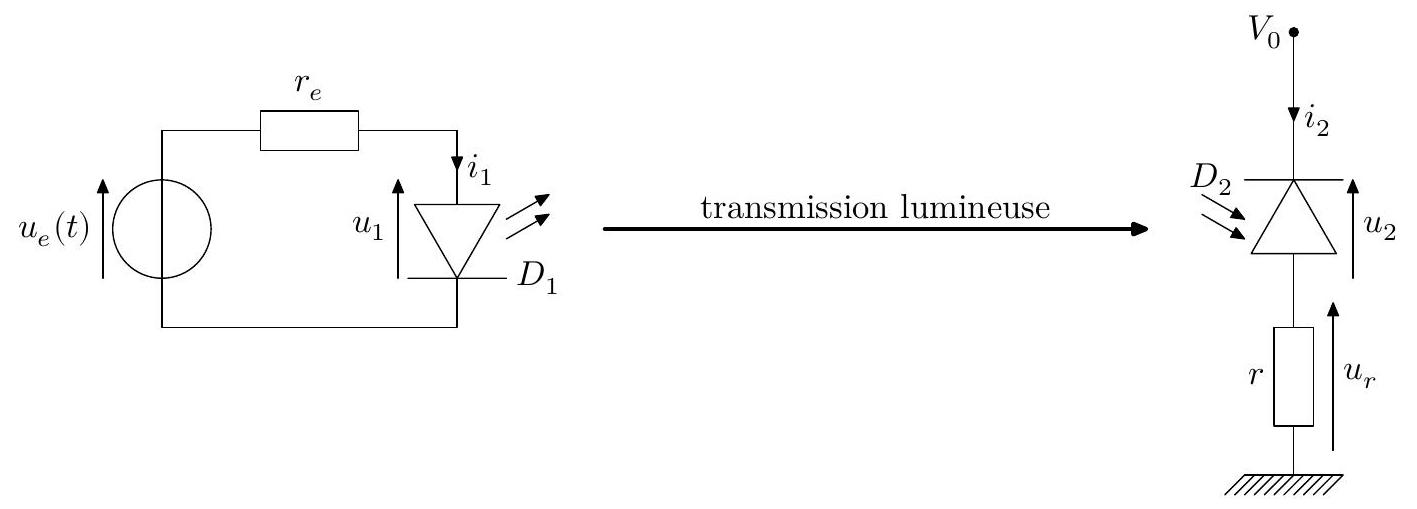 r_e
u_e(t)
u_1
i_1
D_1
transmission lumineuse
V_0
i_2
D_2
u_2
r
u_r